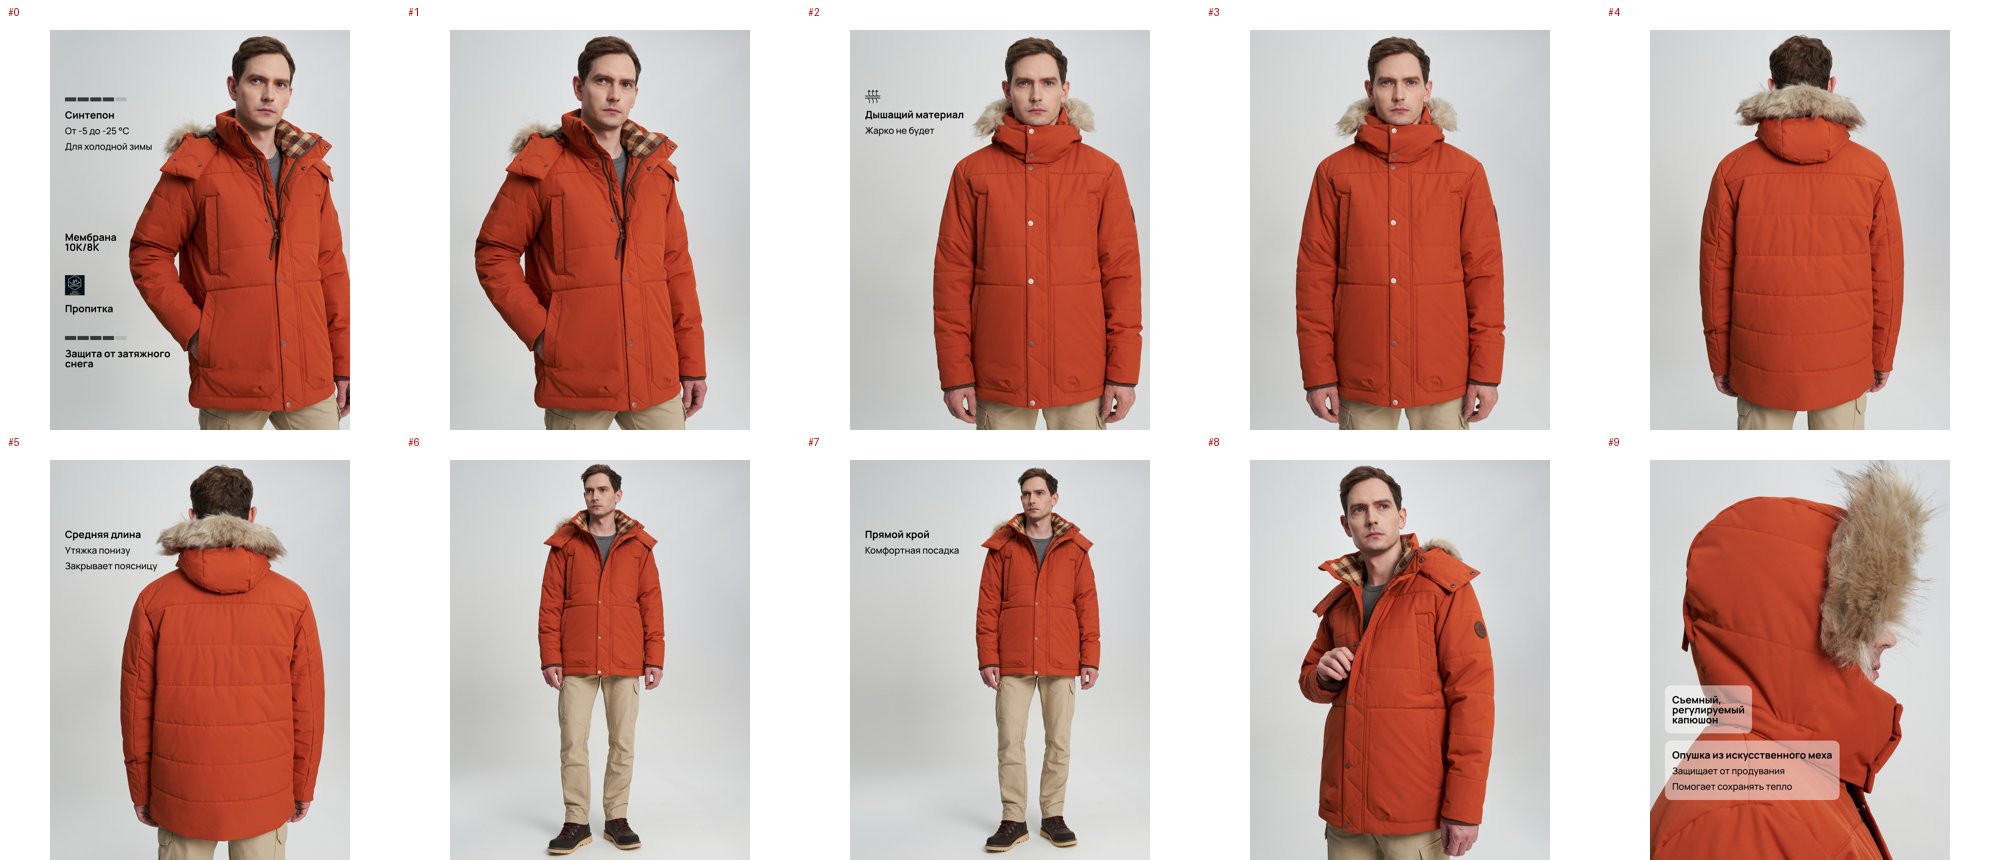 #0
#1
#2
#3
#4
Синтепон
От -5 до -25 °C
Для холодной зимы
Мембрана
10K/8K
Пропитка
Защита от затяжного
снега
Дышащий материал
Жарко не будет
#5
#6
#7
#8
#9
Средняя длина
Утяжка понизу
Закрывает поясницу
Прямой крой
Комфортная посадка
Съемный,
регулируемый
капюшон
Опушка из искусственного меха
Защищает от продувания
Помогает сохранять тепло